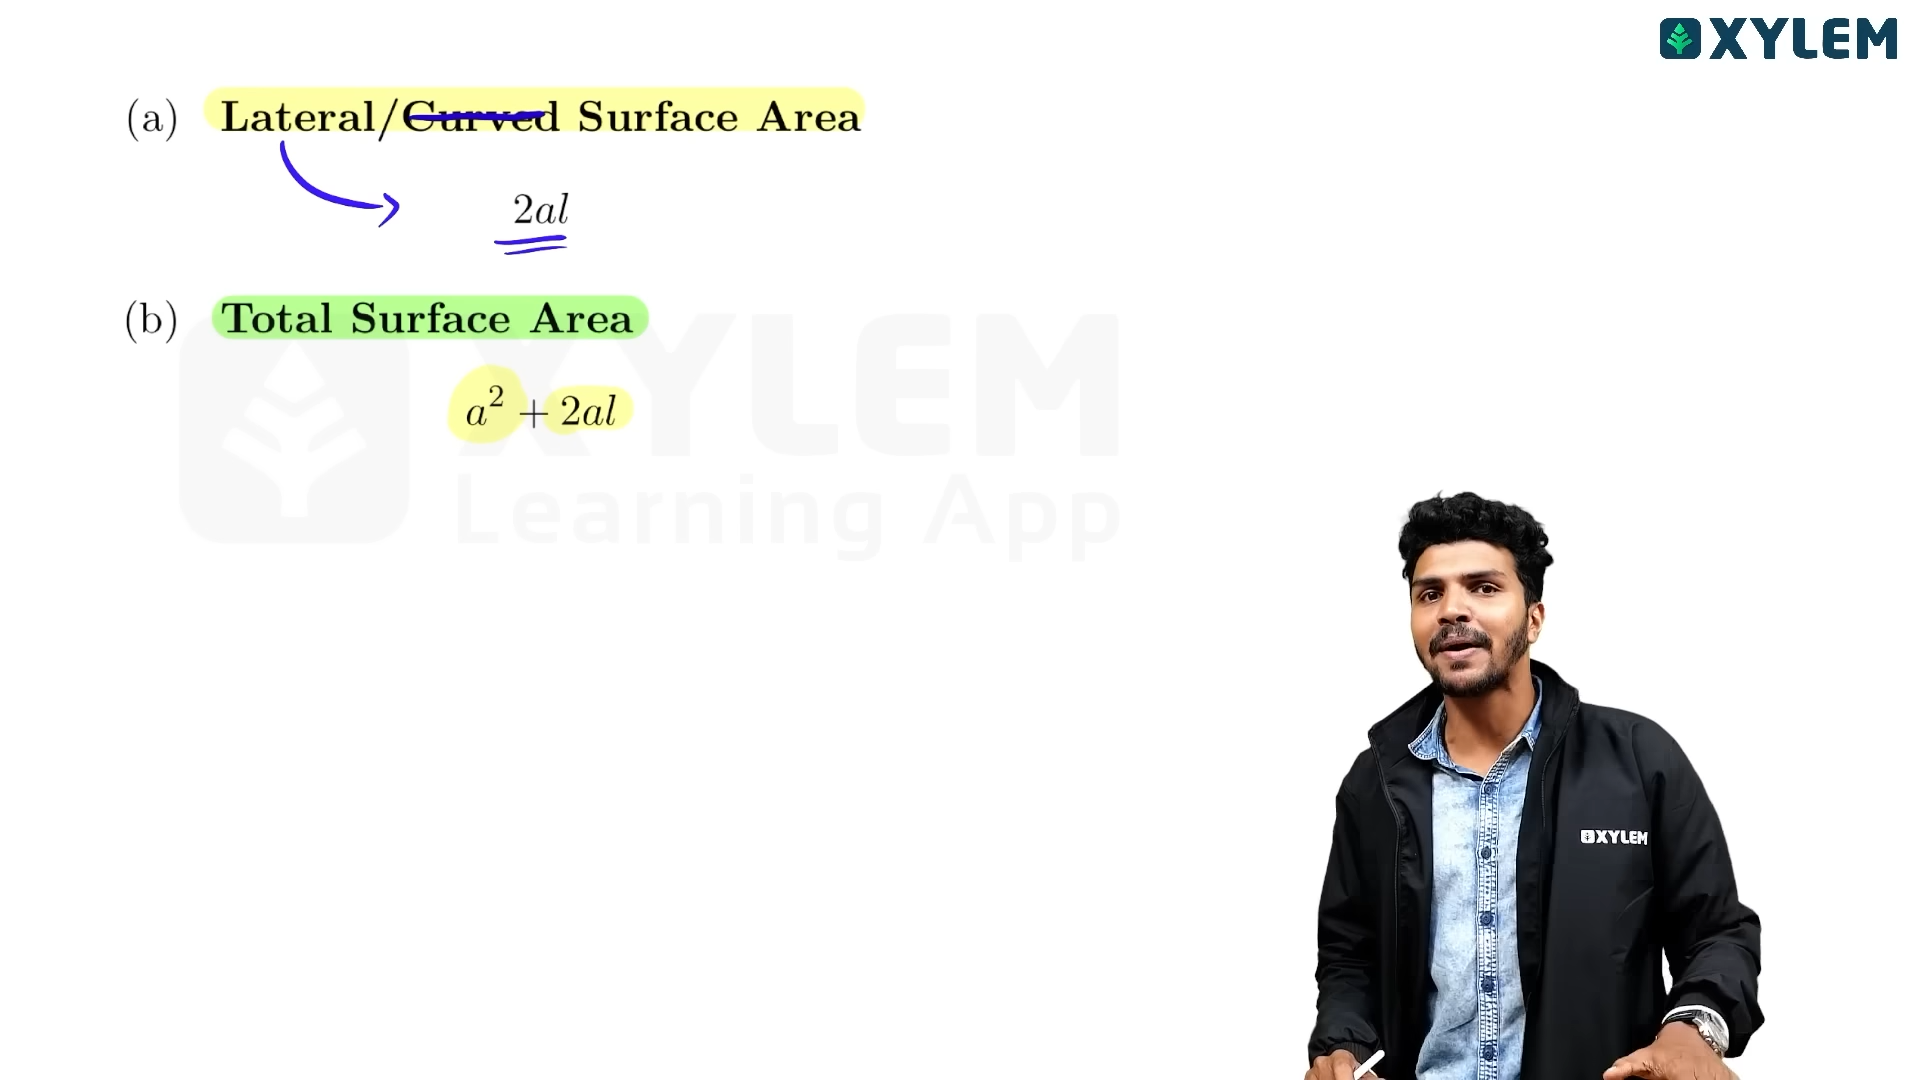 XYLEM
(a) Lateral/Curved Surface Area
2al
(b) Total Surface Area
a² + 2al
XYLEM
Learning App
XYLEM